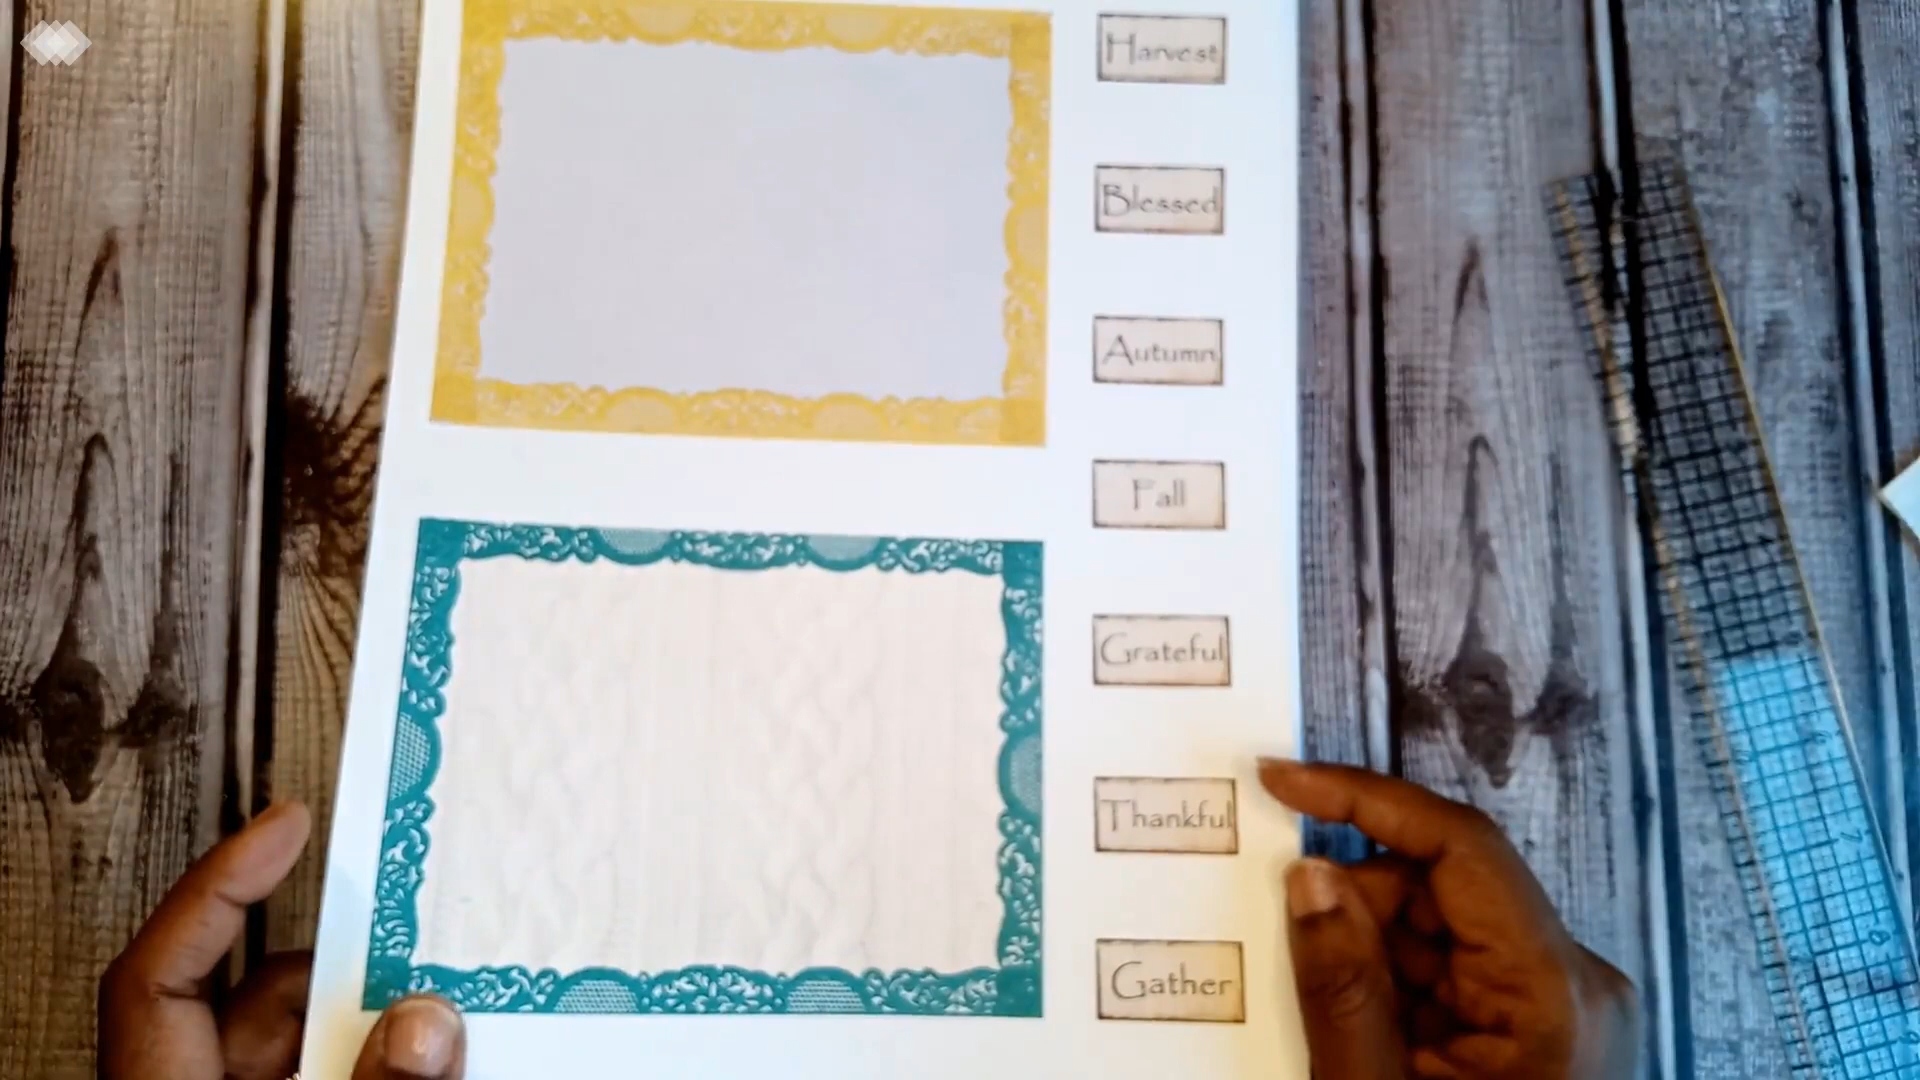 Harvest
Blessed
Autumn
Fall
Grateful
Thankful
Gather